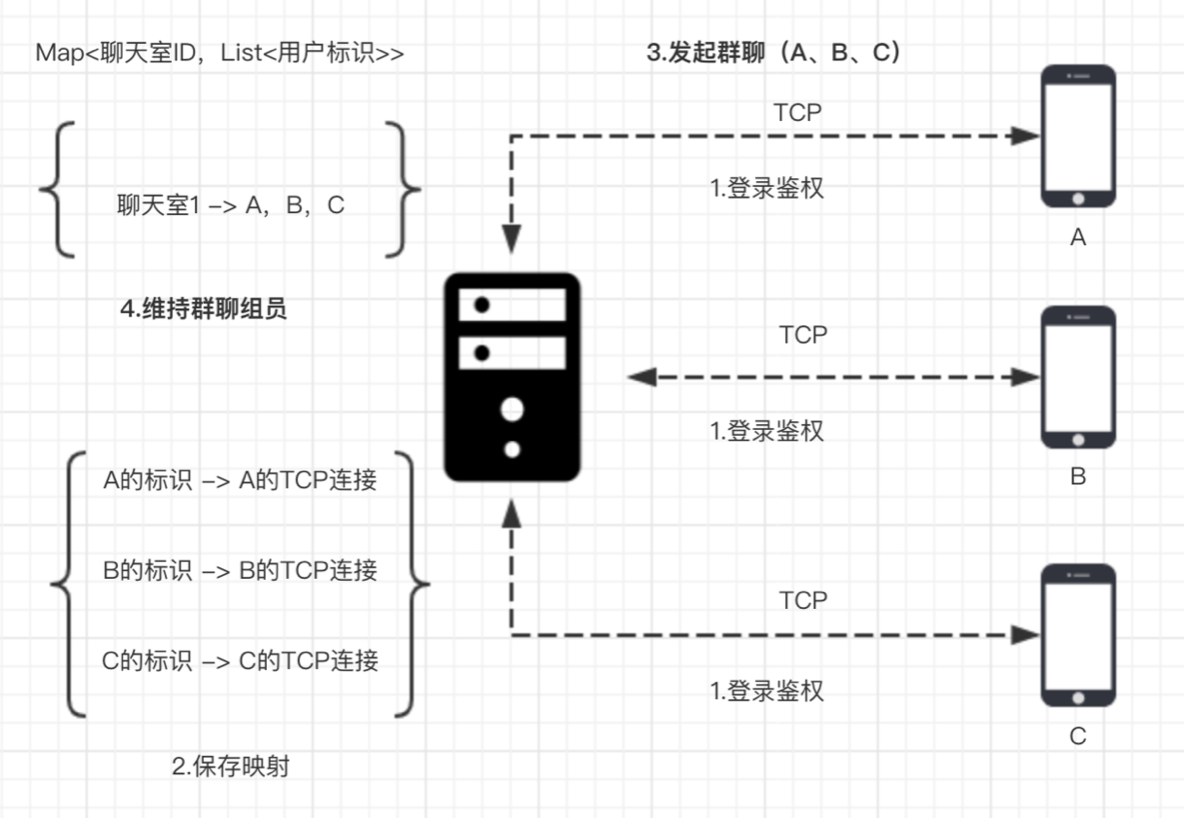 Map<聊天室ID，List<用户标识>>
3.发起群聊（A、B、C）
TCP
1.登录鉴权
聊天室1 –> A，B，C
A
4.维持群聊组员
TCP
1.登录鉴权
B
A的标识 –> A的TCP连接
B的标识 –> B的TCP连接
TCP
C的标识 –> C的TCP连接
1.登录鉴权
C
2.保存映射